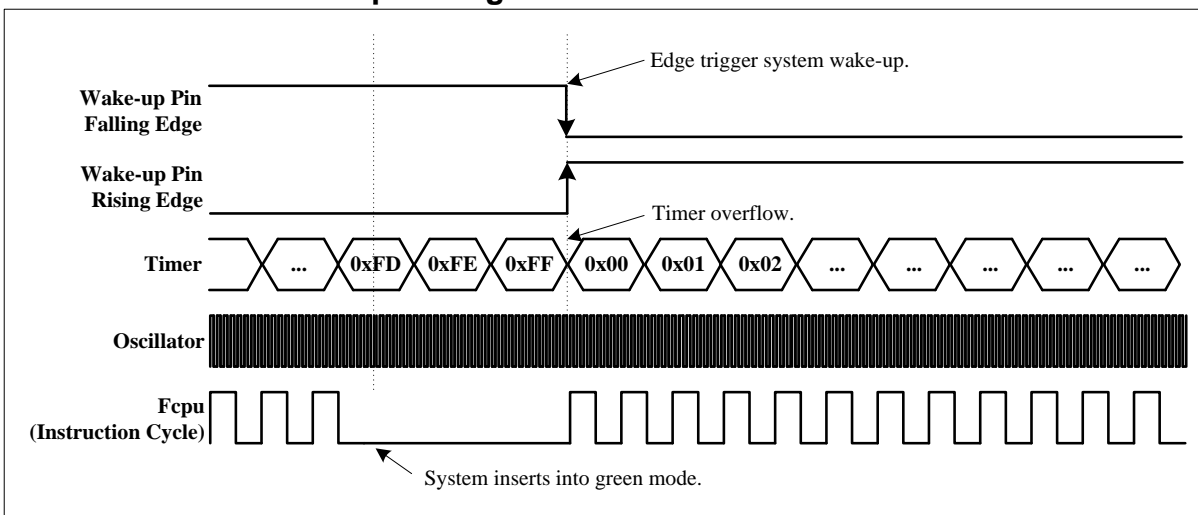 Edge trigger system wake-up.
Wake-up Pin
Falling Edge
Wake-up Pin
Rising Edge
Timer overflow.
Timer ... 0xFD 0xFE 0xFF 0x00 0x01 0x02 ... ... ... ... ...
Oscillator
Fcpu
(Instruction Cycle)
System inserts into green mode.